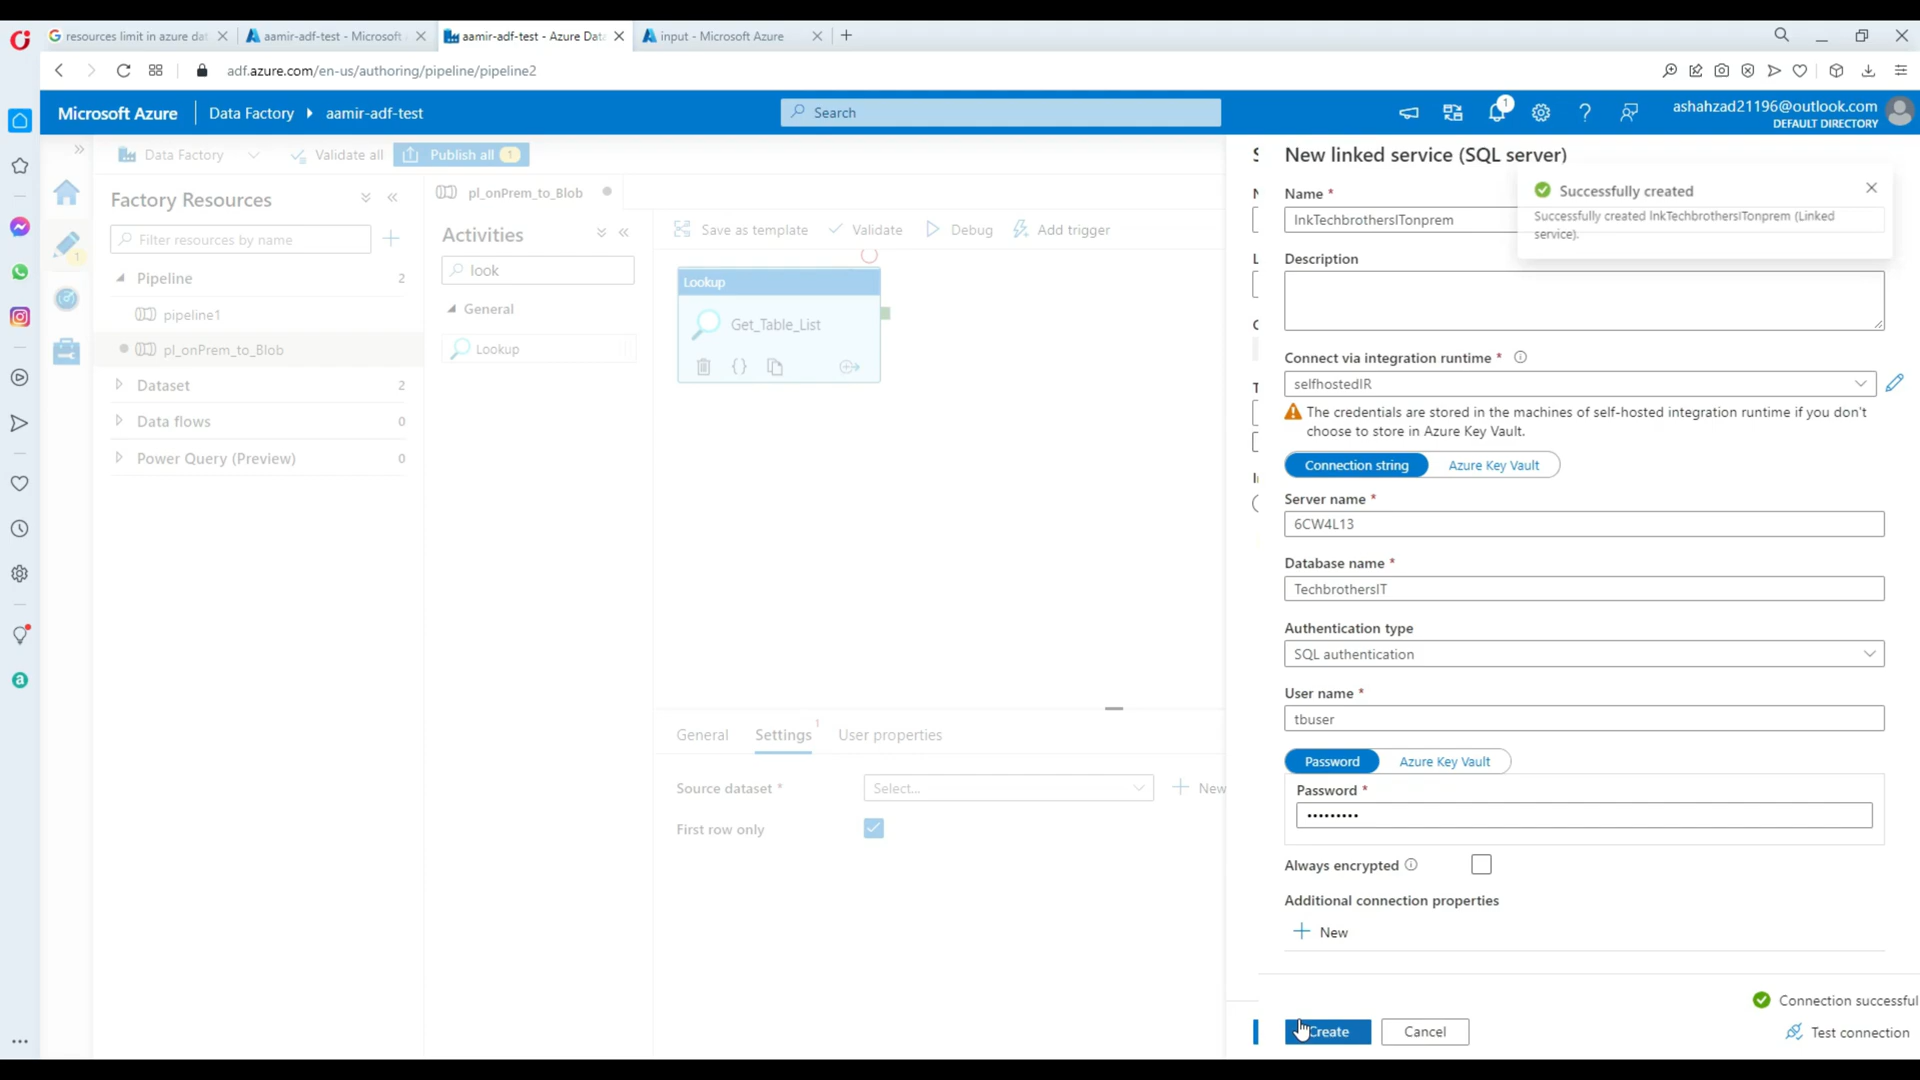 resources limit in azure dat
aamir-adf-test - Microsoft
aamir-adf-test - Azure Data
input - Microsoft Azure
adf.azure.com/en-us/authoring/pipeline/pipeline2
Microsoft Azure
Data Factory
aamir-adf-test
Search
1
ashahzad21196@outlook.com
DEFAULT DIRECTORY
Data Factory
Validate all
Publish all
1
Factory Resources
Filter resources by name
Pipeline
2
pipeline1
pl_onPrem_to_Blob
Dataset
2
Data flows
0
Power Query (Preview)
0
1
pl_onPrem_to_Blob
Activities
look
General
Lookup
Save as template
Validate
Debug
Add trigger
Lookup
Get_Table_List
General
Settings
1
User properties
Source dataset *
Select...
New
First row only
New linked service (SQL server)
Name *
lnkTechbrothersITonprem
Successfully created
Successfully created lnkTechbrothersITonprem (Linked
service).
Description
Connect via integration runtime *
selfhostedIR
The credentials are stored in the machines of self-hosted integration runtime if you don't
choose to store in Azure Key Vault.
Connection string
Azure Key Vault
Server name *
6CW4L13
Database name *
TechbrothersIT
Authentication type
SQL authentication
User name *
tbuser
Password
Azure Key Vault
Password *
•••••••••
Always encrypted
Additional connection properties
New
Connection successful
Create
Cancel
Test connection